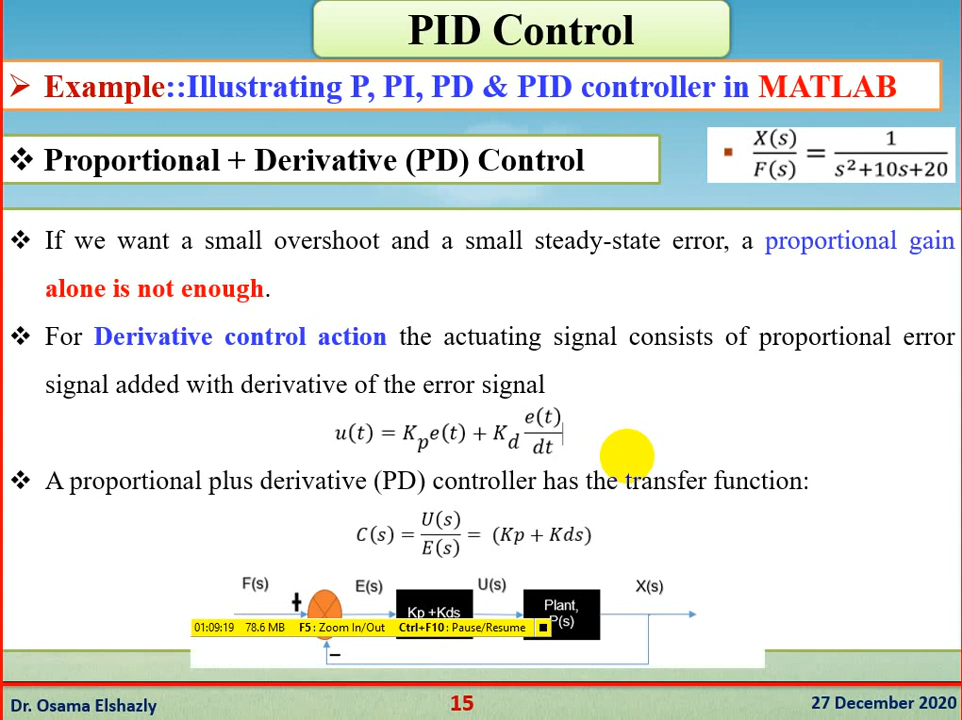 PID Control
➢ Example::Illustrating P, PI, PD & PID controller in MATLAB
❖ Proportional + Derivative (PD) Control
▪ X(s)/F(s) = 1/(s²+10s+20)
❖ If we want a small overshoot and a small steady-state error, a proportional gain
alone is not enough.
❖ For Derivative control action the actuating signal consists of proportional error
signal added with derivative of the error signal
u(t) = K_p e(t) + K_d e(t)/dt
❖ A proportional plus derivative (PD) controller has the transfer function:
C(s) = U(s)/E(s) = (Kp + Kds)
F(s) E(s) U(s) X(s)
+
Kp +Kds
Plant,
P(s)
01:09:19 78.6 MB F5 : Zoom In/Out Ctrl+F10 : Pause/Resume
−
Dr. Osama Elshazly 15 27 December 2020